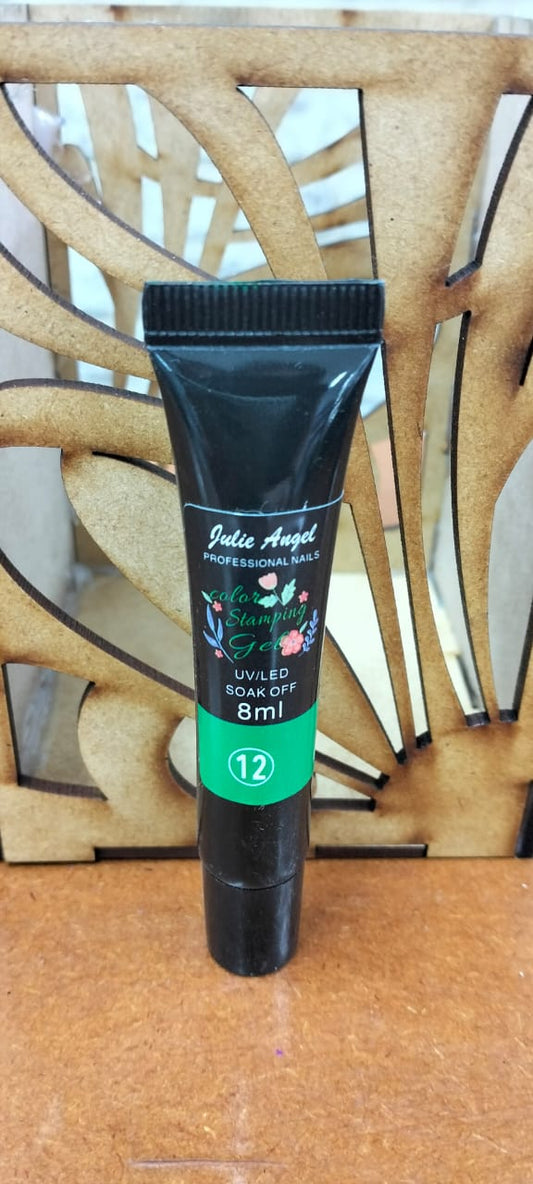 Julie Angel
PROFESSIONAL NAILS
color
Stamping
Gel
UV/LED
SOAK OFF
8ml
12